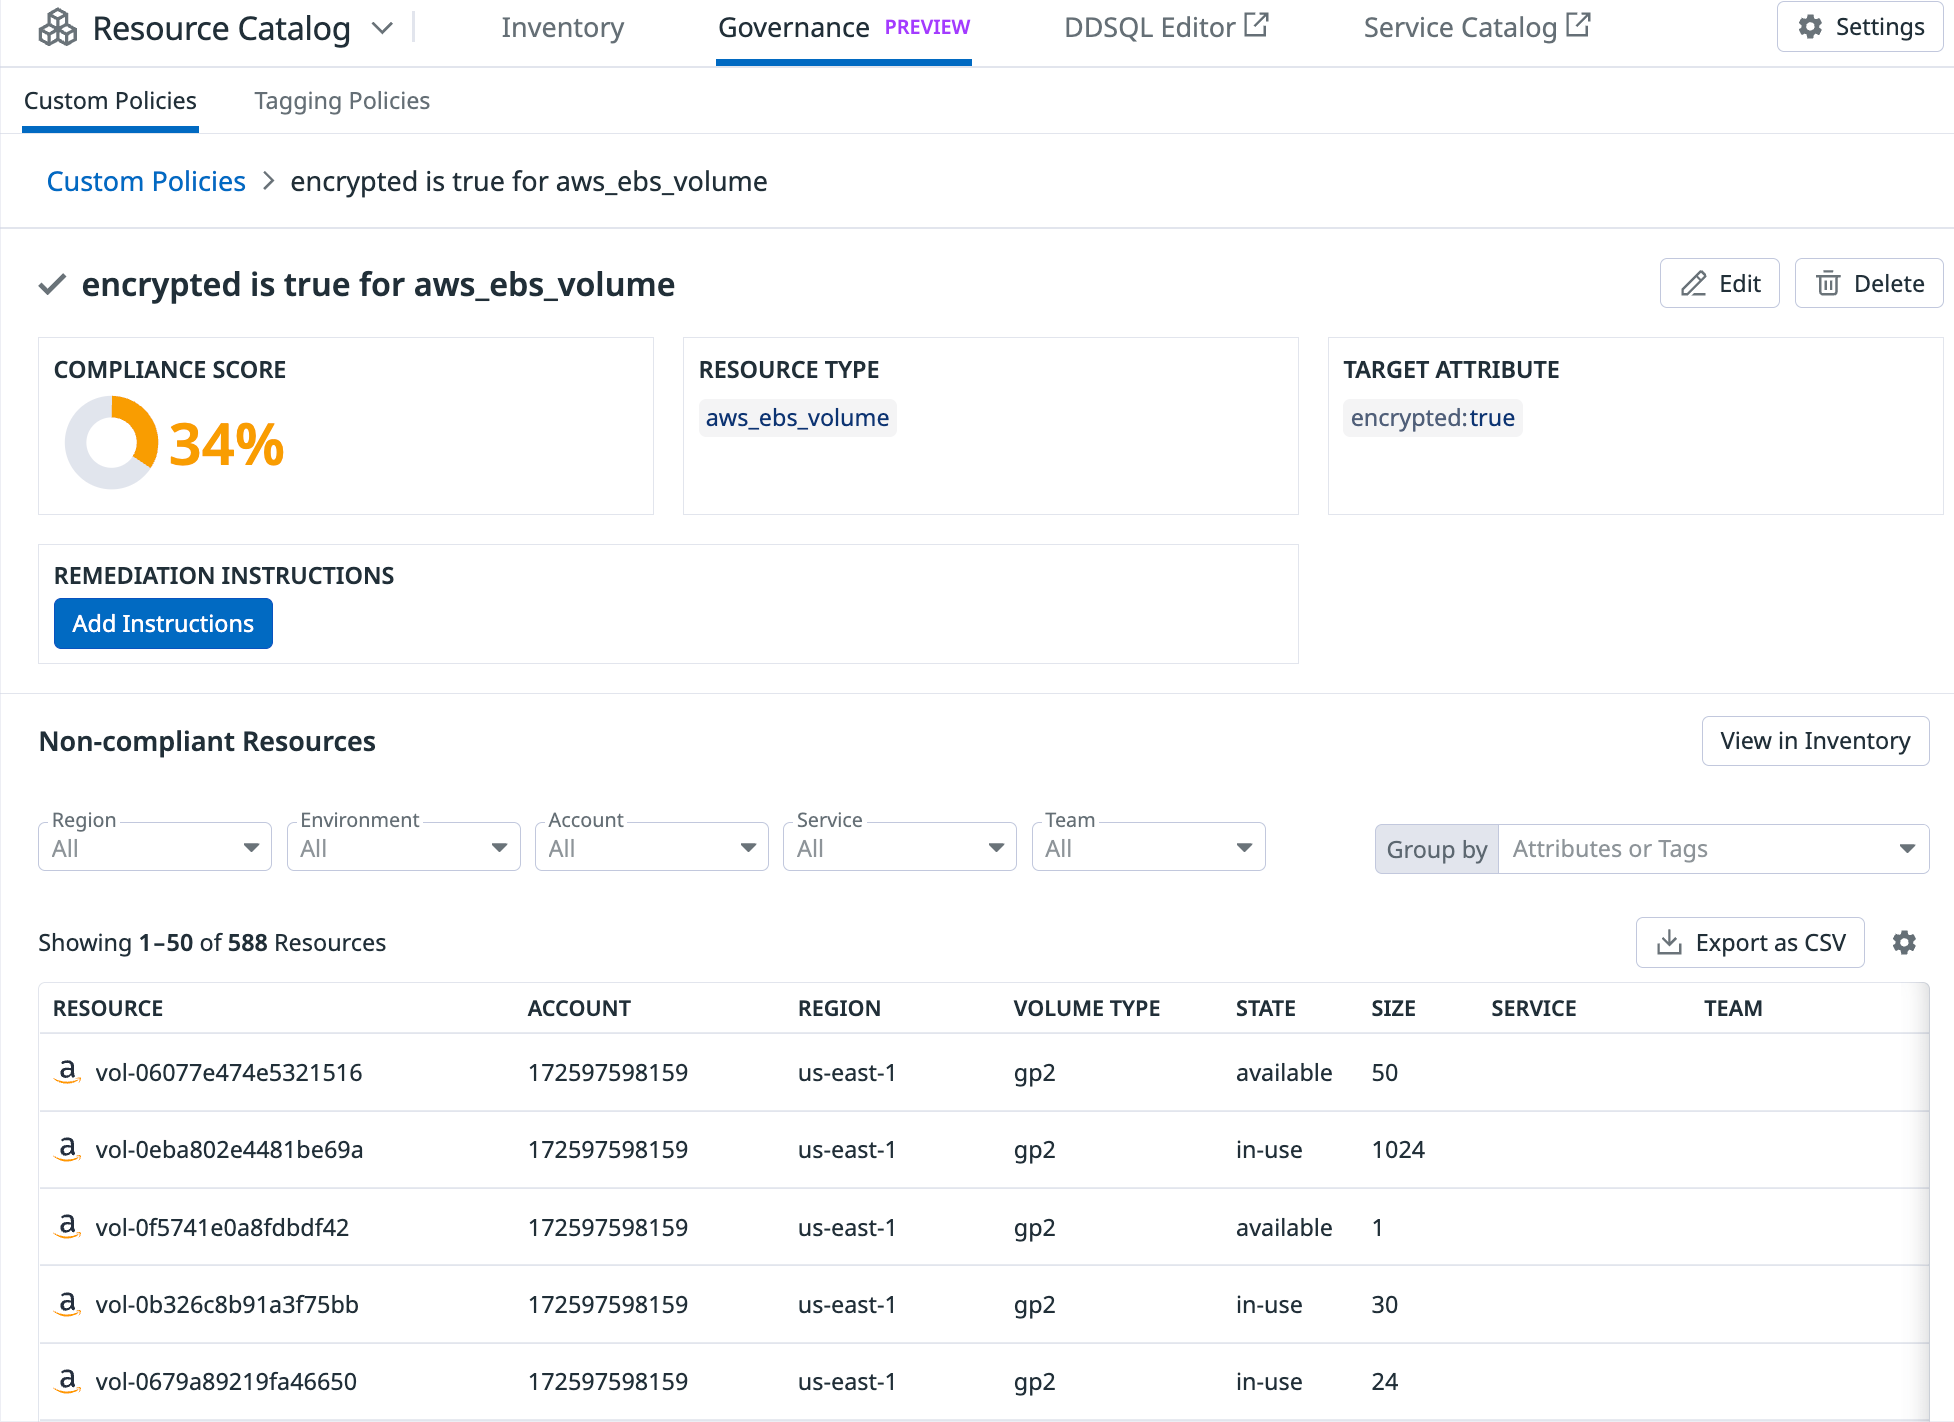 Resource Catalog Inventory Governance PREVIEW DDSQL Editor Service Catalog Settings
Custom Policies Tagging Policies
Custom Policies > encrypted is true for aws_ebs_volume
encrypted is true for aws_ebs_volume Edit Delete
COMPLIANCE SCORE RESOURCE TYPE TARGET ATTRIBUTE
34% aws_ebs_volume encrypted:true
REMEDIATION INSTRUCTIONS
Add Instructions
Non-compliant Resources View in Inventory
Region Environment Account Service Team
All All All All All Group by Attributes or Tags
Showing 1–50 of 588 Resources Export as CSV
RESOURCE ACCOUNT REGION VOLUME TYPE STATE SIZE SERVICE TEAM
vol-06077e474e5321516 172597598159 us-east-1 gp2 available 50
vol-0eba802e4481be69a 172597598159 us-east-1 gp2 in-use 1024
vol-0f5741e0a8fdbdf42 172597598159 us-east-1 gp2 available 1
vol-0b326c8b91a3f75bb 172597598159 us-east-1 gp2 in-use 30
vol-0679a89219fa46650 172597598159 us-east-1 gp2 in-use 24